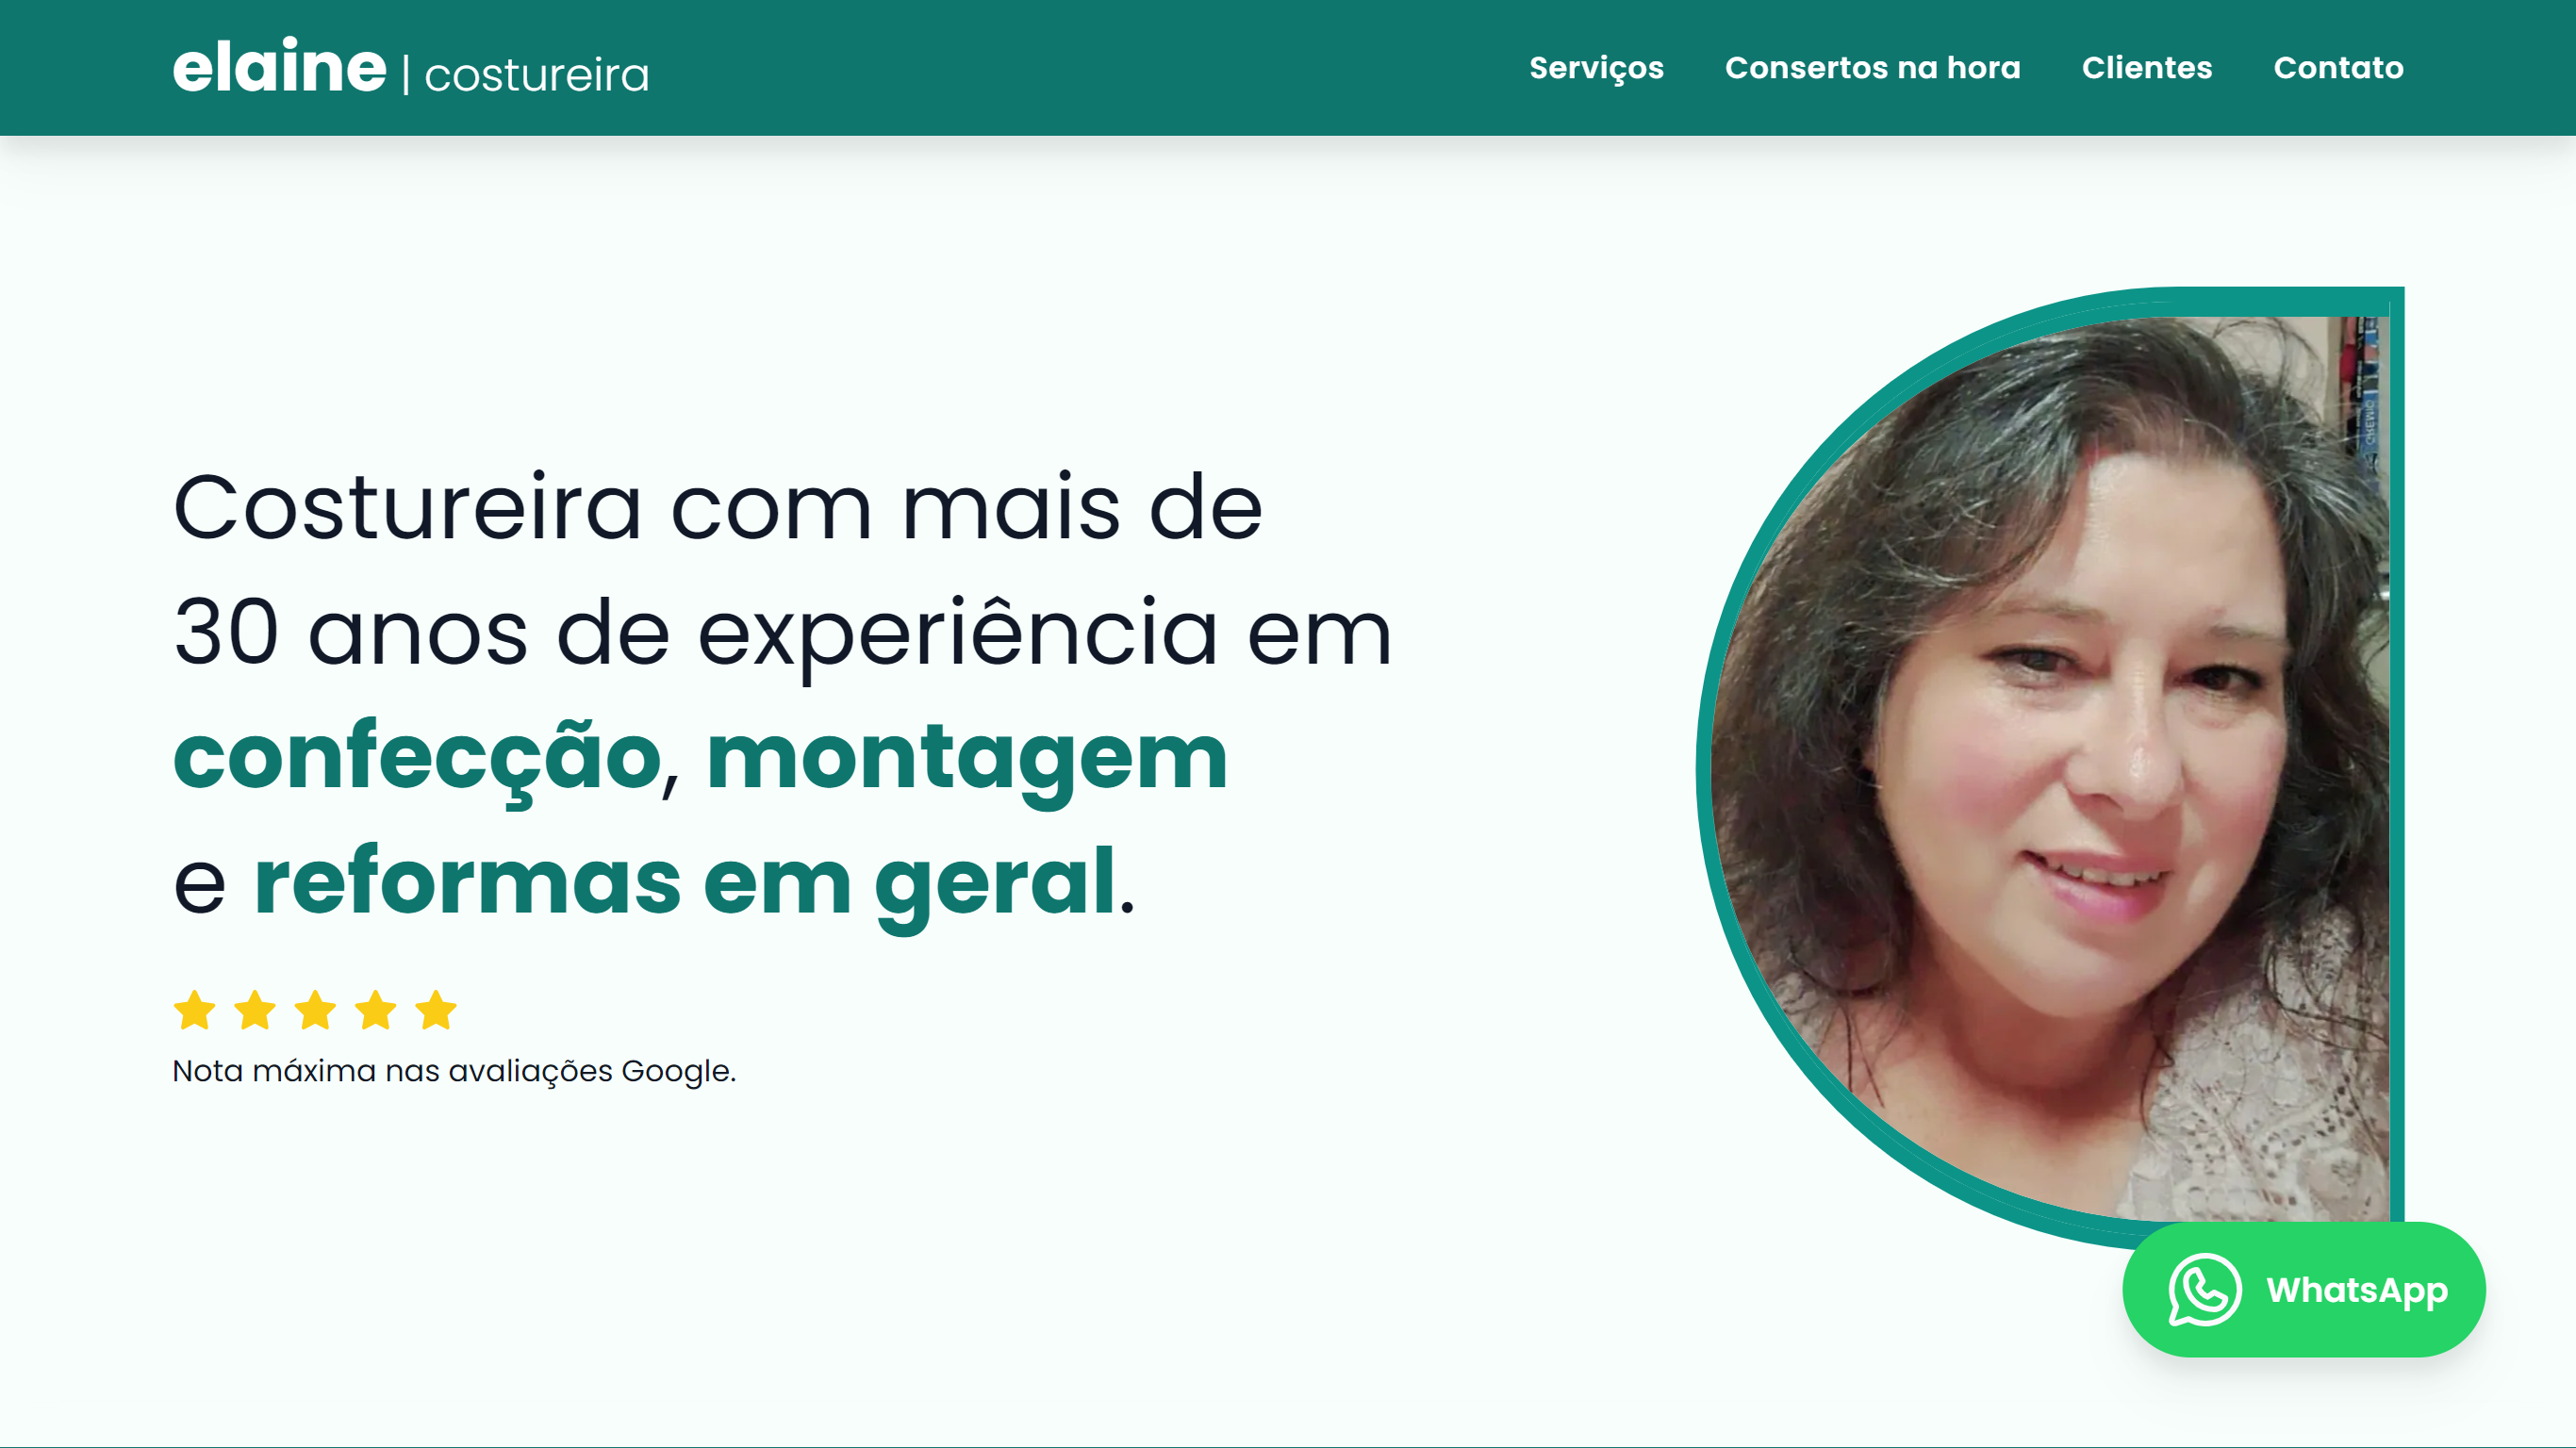 elaine | costureira
Serviços Consertos na hora Clientes Contato
Costureira com mais de
30 anos de experiência em
confecção, montagem
e reformas em geral.
Nota máxima nas avaliações Google.
WhatsApp